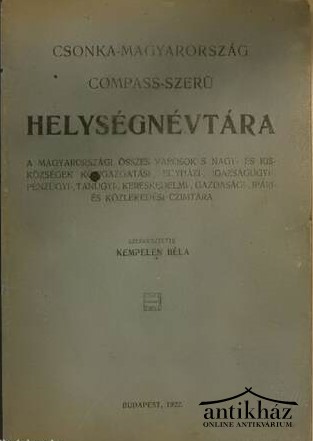 CSONKA-MAGYARORSZÁG
COMPASS-SZERŰ
HELYSÉGNÉVTÁRA
A MAGYARORSZÁGI ÖSSZES VÁROSOK S NAGY- ÉS KIS-
KÖZSÉGEK KÖZIGAZGATÁSI, EGYHÁZI, IGAZSÁGÜGYI,
PÉNZÜGYI-, TANÜGYI-, KERESKEDELMI-, GAZDASÁGI, IPARI
ÉS KÖZLEKEDÉSI CZIMTÁRA
SZERKESZTETTE
KEMPELEN BÉLA
BUDAPEST, 1922.
antikház
ONLINE ANTIKVÁRIUM